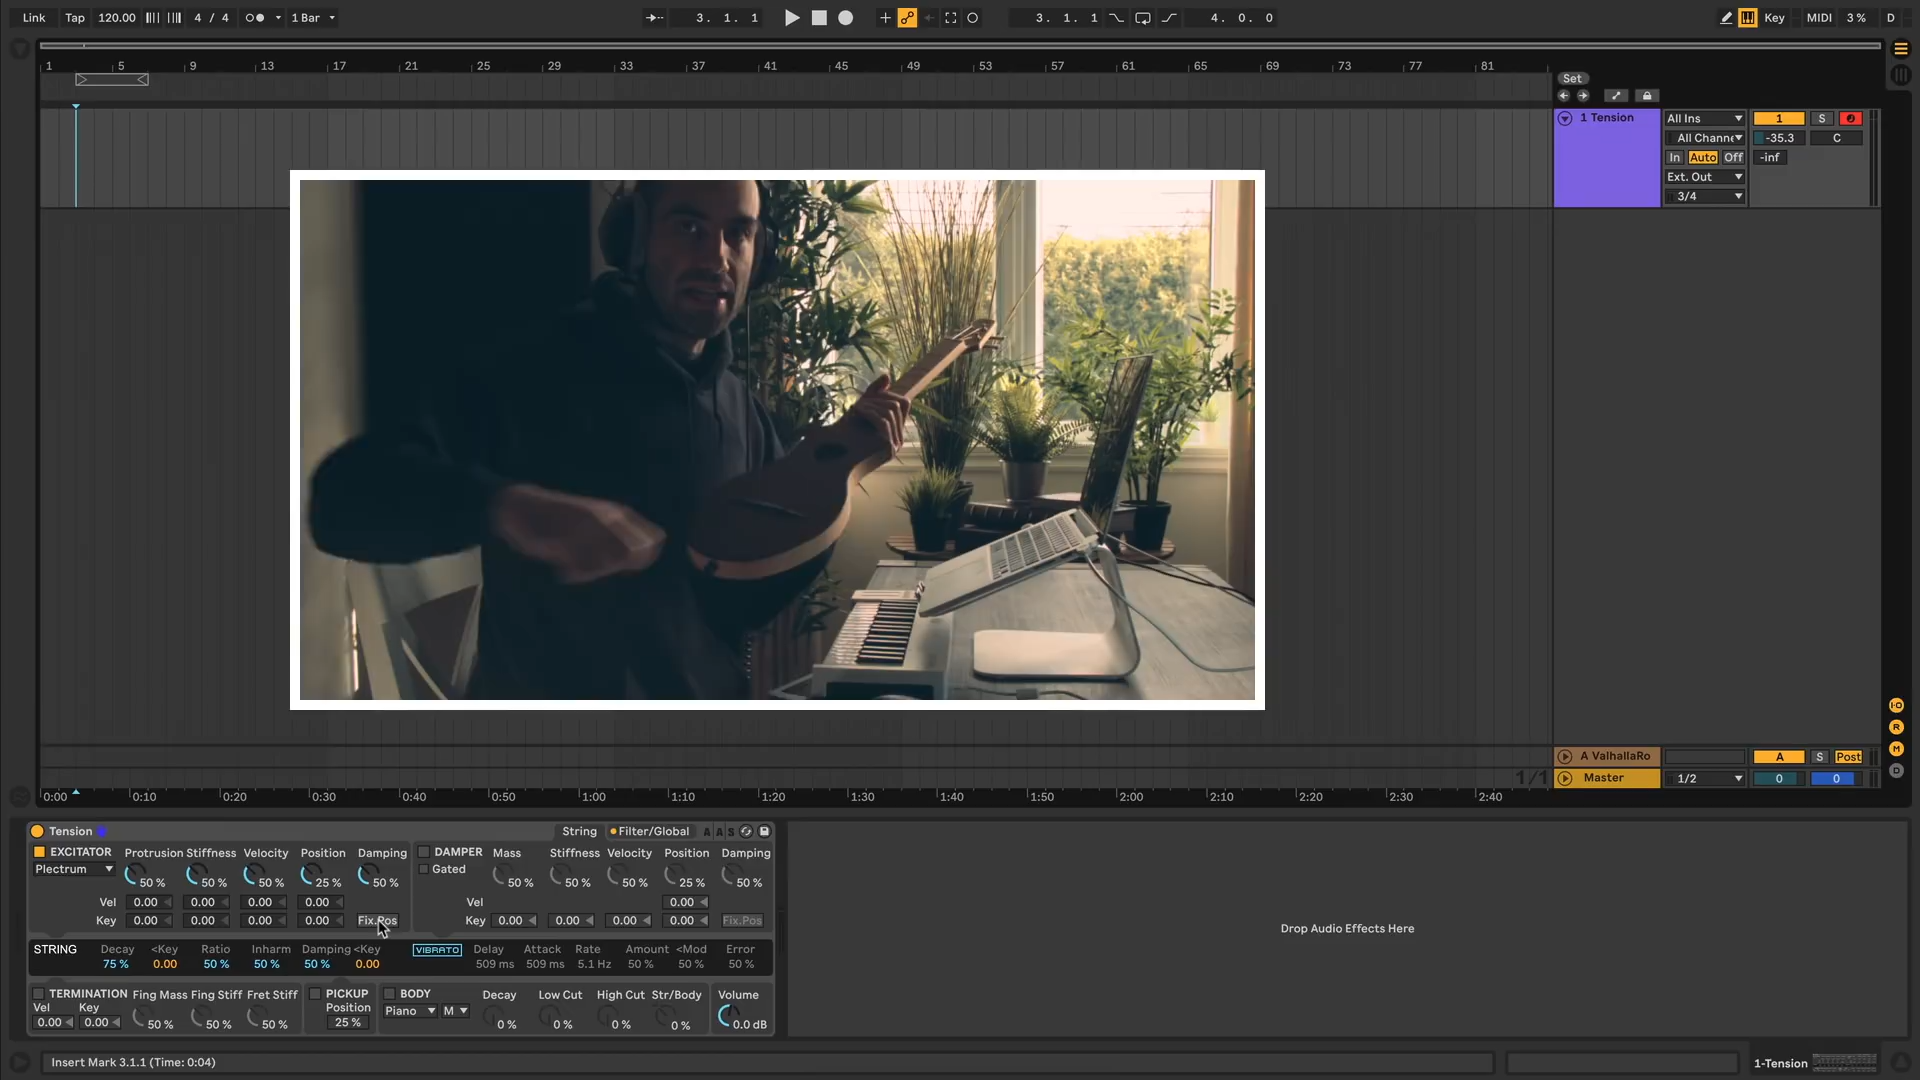 Link Tap 120.00 4 / 4 1 Bar 3. 1. 1 3. 1. 1 4. 0. 0 Key MIDI 3 % D
1 5 9 13 17 21 25 29 33 37 41 45 49 53 57 61 65 69 73 77 81
Set
1 Tension All Ins 1 S
All Channe -35.3 C
In Auto Off -inf
Ext. Out
3/4
A ValhallaRo A S Post
1/1 Master 1/2 0 0
0:00 0:10 0:20 0:30 0:40 0:50 1:00 1:10 1:20 1:30 1:40 1:50 2:00 2:10 2:20 2:30 2:40
Tension String Filter/Global A A S
EXCITATOR Protrusion Stiffness Velocity Position Damping DAMPER Mass Stiffness Velocity Position Damping
Plectrum Gated
50 % 50 % 50 % 25 % 50 % 50 % 50 % 50 % 25 % 50 %
Vel 0.00 0.00 0.00 0.00 Vel 0.00
Key 0.00 0.00 0.00 0.00 Fix.Pos Key 0.00 0.00 0.00 0.00 Fix.Pos
STRING Decay <Key Ratio Inharm Damping <Key VIBRATO Delay Attack Rate Amount <Mod Error
75 % 0.00 50 % 50 % 50 % 0.00 509 ms 509 ms 5.1 Hz 50 % 50 % 50 %
TERMINATION Fing Mass Fing Stiff Fret Stiff PICKUP BODY Decay Low Cut High Cut Str/Body Volume
Vel Key Position Piano M
0.00 0.00 50 % 50 % 50 % 25 % 0 % 0 % 0 % 0 % 0.0 dB
Drop Audio Effects Here
Insert Mark 3.1.1 (Time: 0:04) 1-Tension